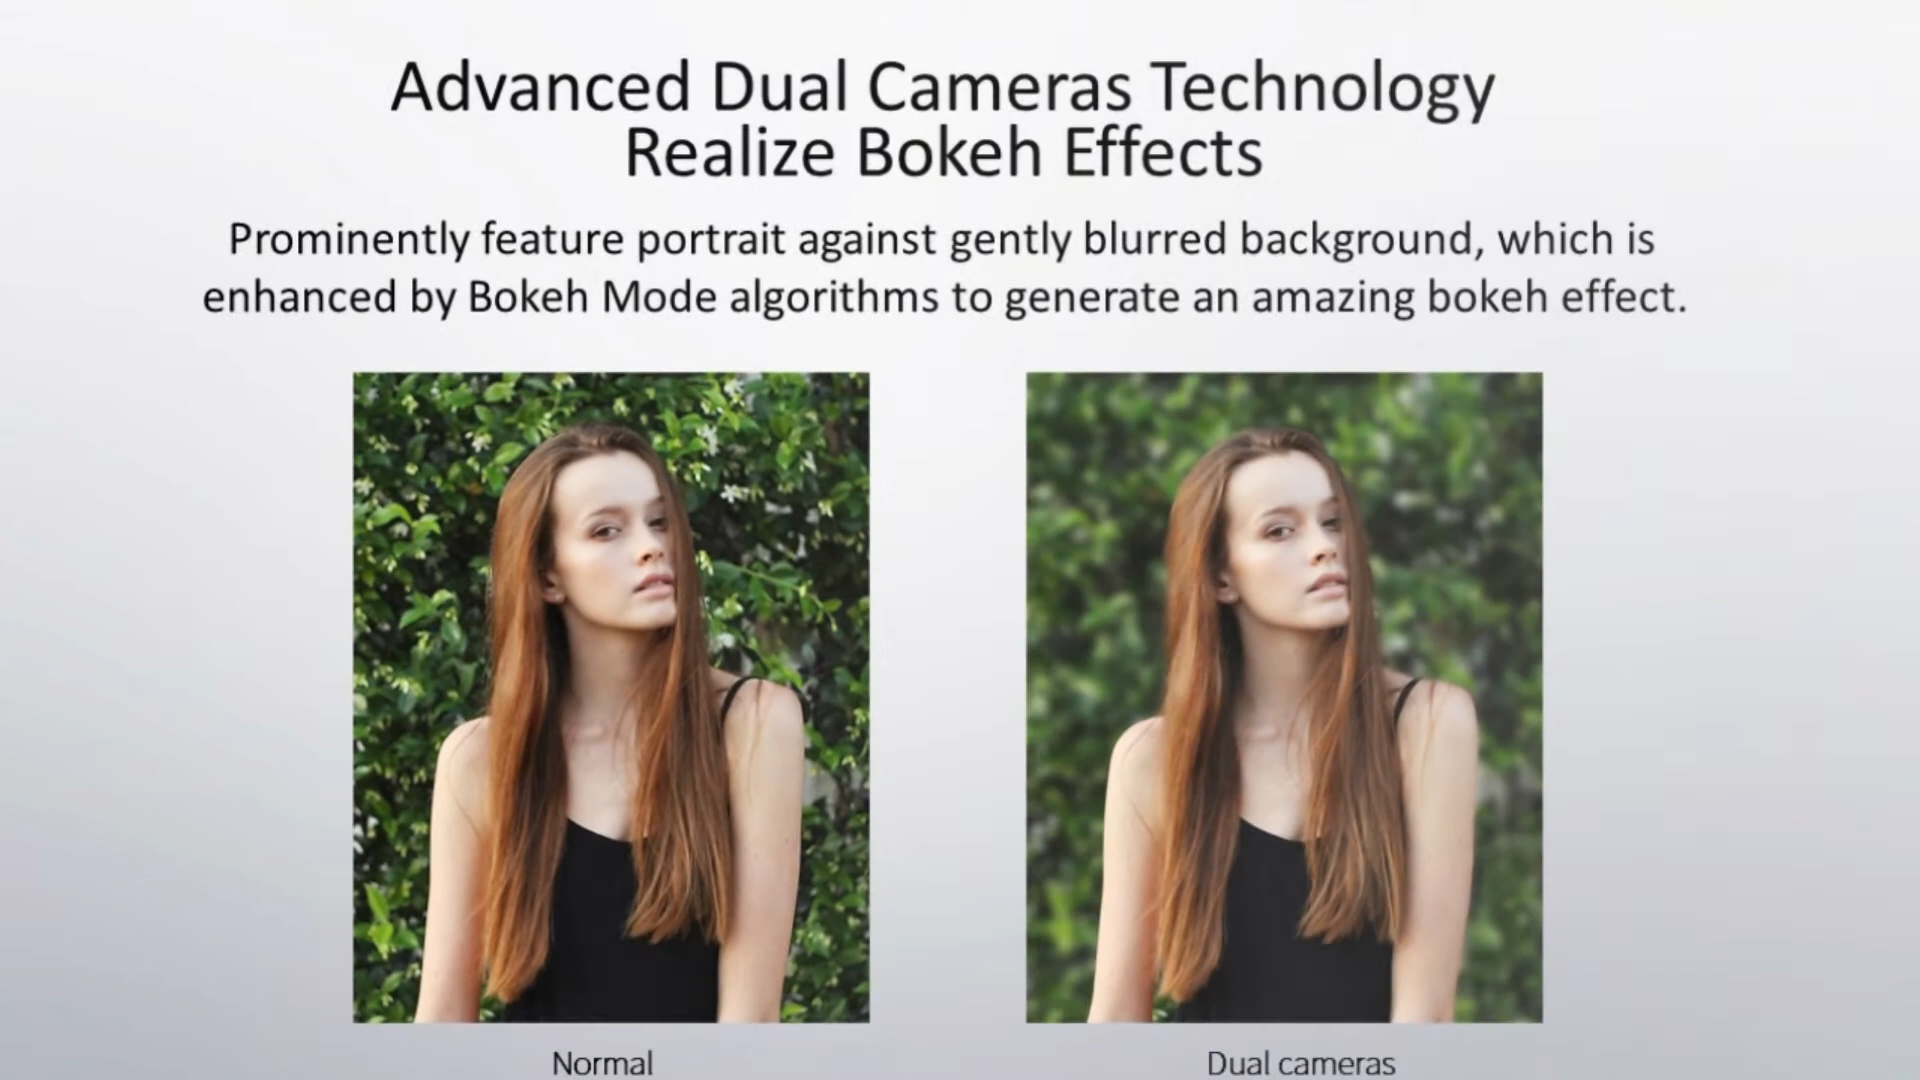 Advanced Dual Cameras Technology
Realize Bokeh Effects
Prominently feature portrait against gently blurred background, which is
enhanced by Bokeh Mode algorithms to generate an amazing bokeh effect.
Normal
Dual cameras